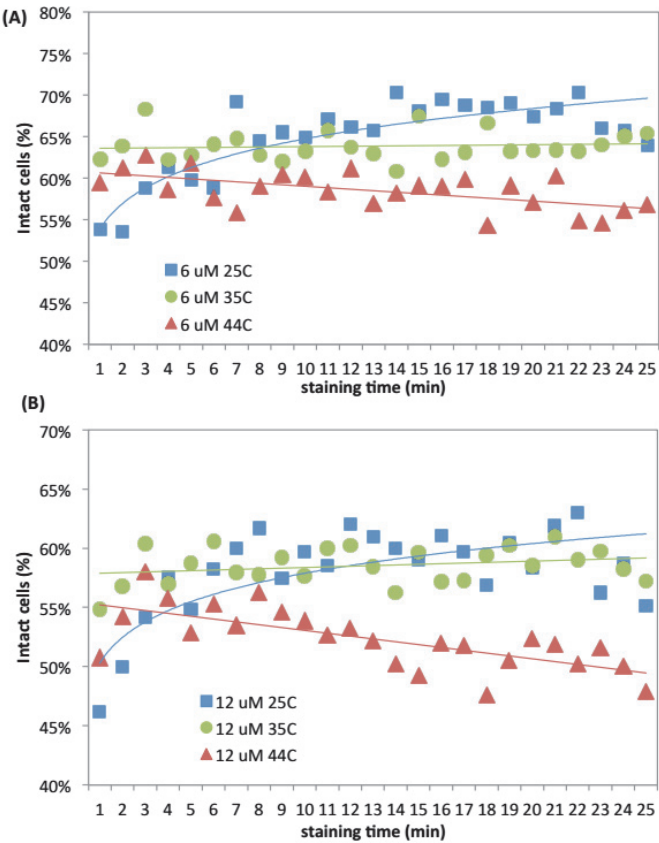 (A)
80%
75%
70%
65%
60%
55%
50%
45%
40%
Intact cells (%)
6 uM 25C
6 uM 35C
6 uM 44C
1 2 3 4 5 6 7 8 9 10 11 12 13 14 15 16 17 18 19 20 21 22 23 24 25
staining time (min)
(B)
70%
65%
60%
55%
50%
45%
40%
Intact cells (%)
12 uM 25C
12 uM 35C
12 uM 44C
1 2 3 4 5 6 7 8 9 10 11 12 13 14 15 16 17 18 19 20 21 22 23 24 25
staining time (min)